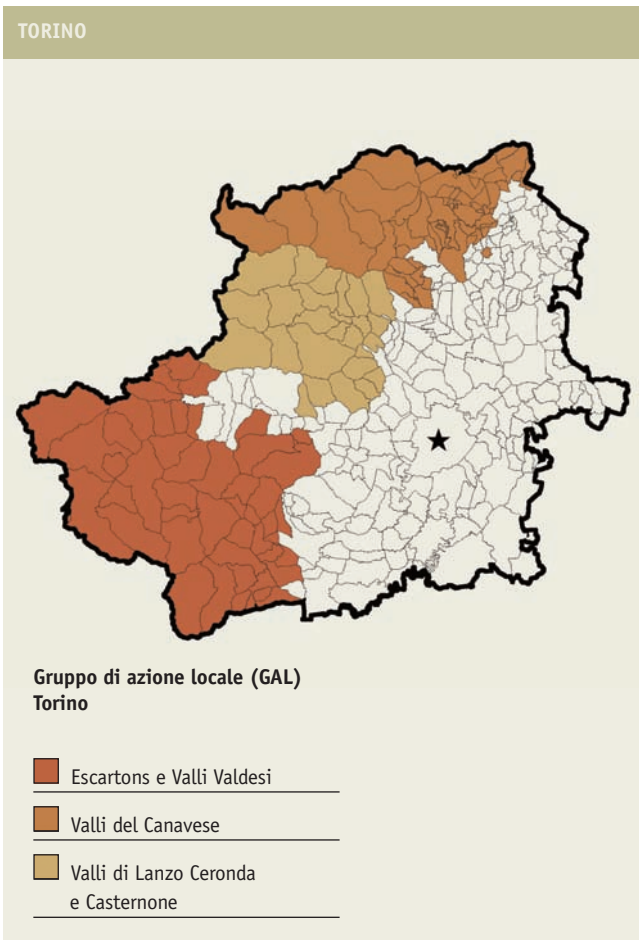 TORINO
Gruppo di azione locale (GAL)
Torino
Escartons e Valli Valdesi
Valli del Canavese
Valli di Lanzo Ceronda
e Casternone